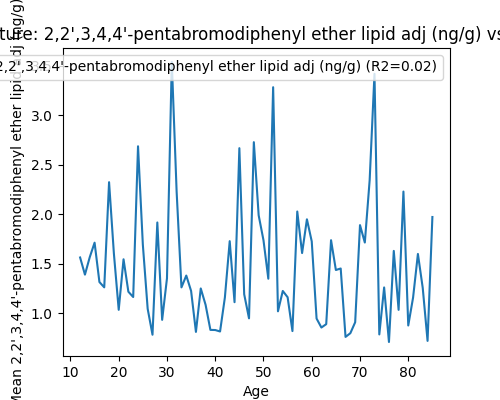 ture: 2,2',3,4,4'-pentabromodiphenyl ether lipid adj (ng/g) vs
2,2',3,4,4'-pentabromodiphenyl ether lipid adj (ng/g) (R2=0.02)
Mean 2,2',3,4,4'-pentabromodiphenyl ether lipid adj (ng/g)
3.0
2.5
2.0
1.5
1.0
10 20 30 40 50 60 70 80
Age